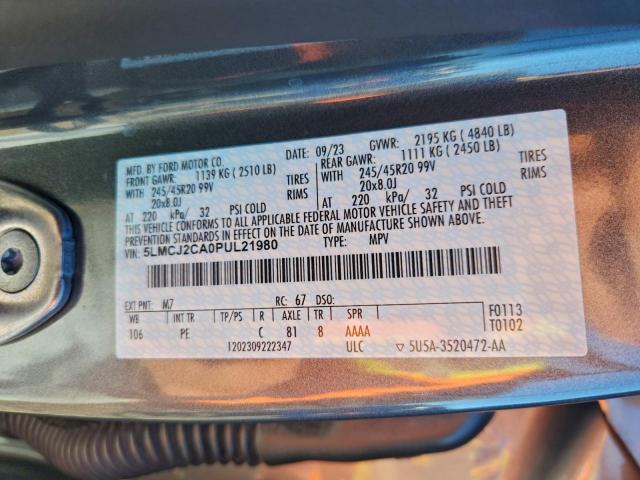 MFD. BY FORD MOTOR CO. DATE: 09/23 GVWR: 2195 KG ( 4840 LB)
FRONT GAWR: 1139 KG ( 2510 LB) REAR GAWR: 1111 KG ( 2450 LB)
WITH 245/45R20 99V TIRES WITH 245/45R20 99V TIRES
20x8.0J RIMS 20x8.0J RIMS
AT 220 kPa/ 32 PSI COLD AT 220 kPa/ 32 PSI COLD
THIS VEHICLE CONFORMS TO ALL APPLICABLE FEDERAL MOTOR VEHICLE SAFETY AND THEFT
PREVENTION STANDARDS IN EFFECT ON THE DATE OF MANUFACTURE SHOWN ABOVE.
VIN: 5LMCJ2CA0PUL21980 TYPE: MPV
EXT PNT: M7 RC: 67 DSO:
WB INT TR TP/PS R AXLE TR SPR F0113
106 PE C 81 8 AAAA T0102
1202309222347 ULC ▽ 5U5A-3520472-AA